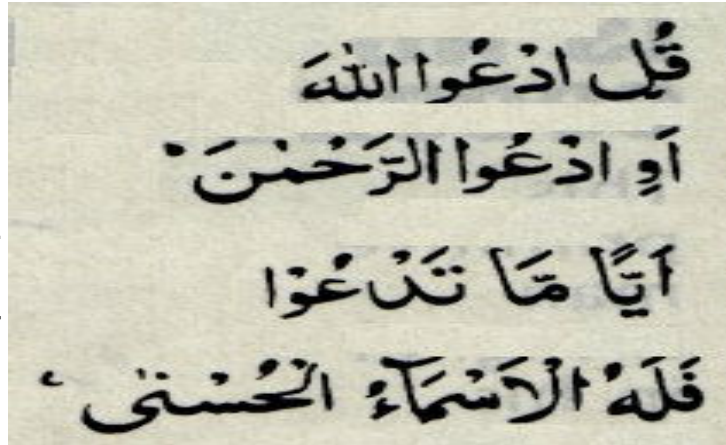 قُلِ ادْعُوا اللّٰهَ
اَوِ ادْعُوا الرَّحْمٰنَ ؕ
اَيًّا مَّا تَدْعُوْا
فَلَهُ الْاَسْمَآءُ الْحُسْنٰى ۚ